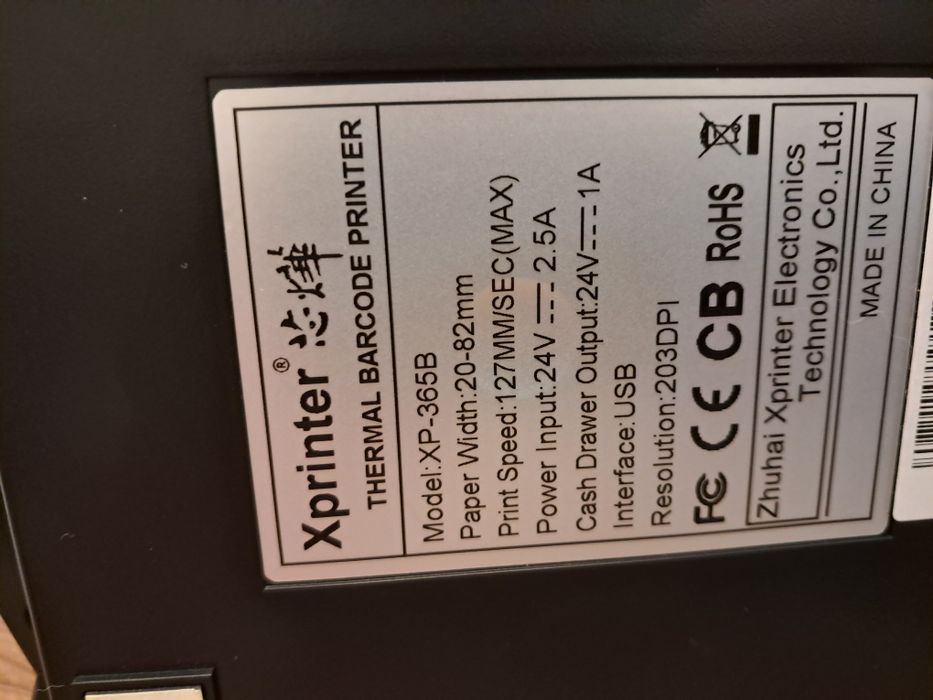 Xprinter® 芯烨
THERMAL BARCODE PRINTER
Model:XP-365B
Paper Width:20-82mm
Print Speed:127MM/SEC(MAX)
Power Input:24V ⎓ 2.5A
Cash Drawer Output:24V⎓1A
Interface:USB
Resolution:203DPI
FC CE CB RoHS
Zhuhai Xprinter Electronics
Technology Co.,Ltd.
MADE IN CHINA